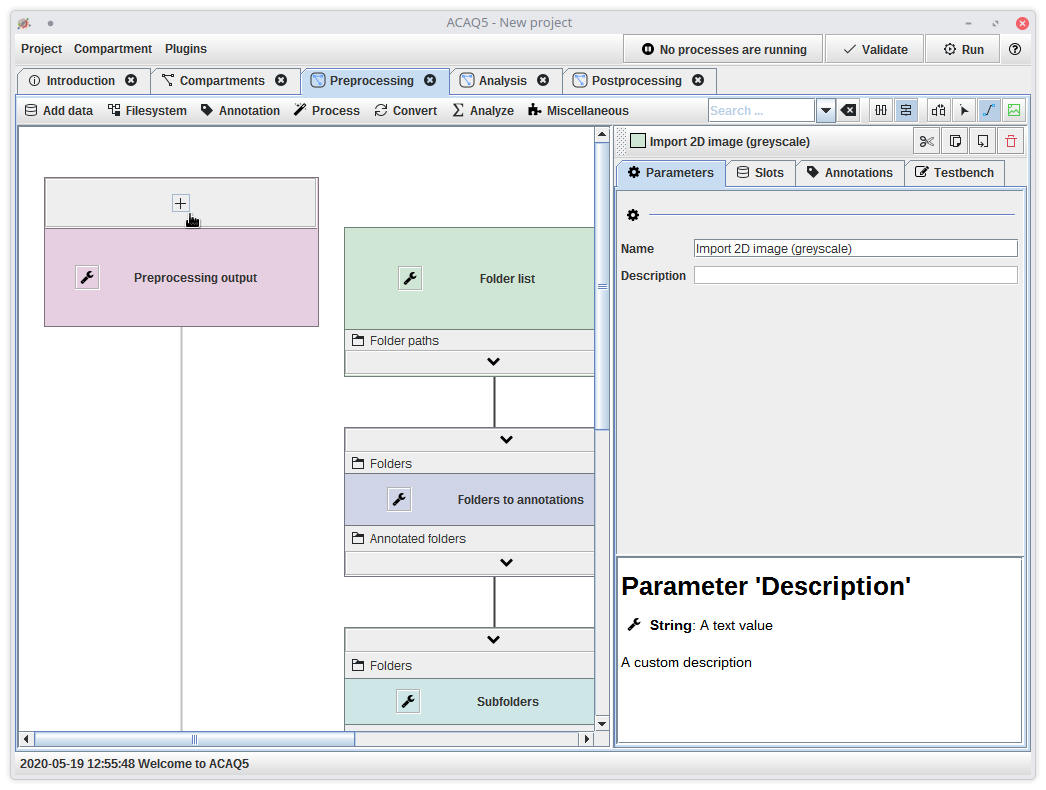 ACAQ5 - New project
Project Compartment Plugins No processes are running Validate Run
Introduction Compartments Preprocessing Analysis Postprocessing
Add data Filesystem Annotation Process Convert Analyze Miscellaneous Search ...
Import 2D image (greyscale)
Parameters Slots Annotations Testbench
Name Import 2D image (greyscale)
Description
Preprocessing output
Folder list
Folder paths
Folders
Folders to annotations
Annotated folders
Folders
Subfolders
Parameter 'Description'
String: A text value
A custom description
2020-05-19 12:55:48 Welcome to ACAQ5